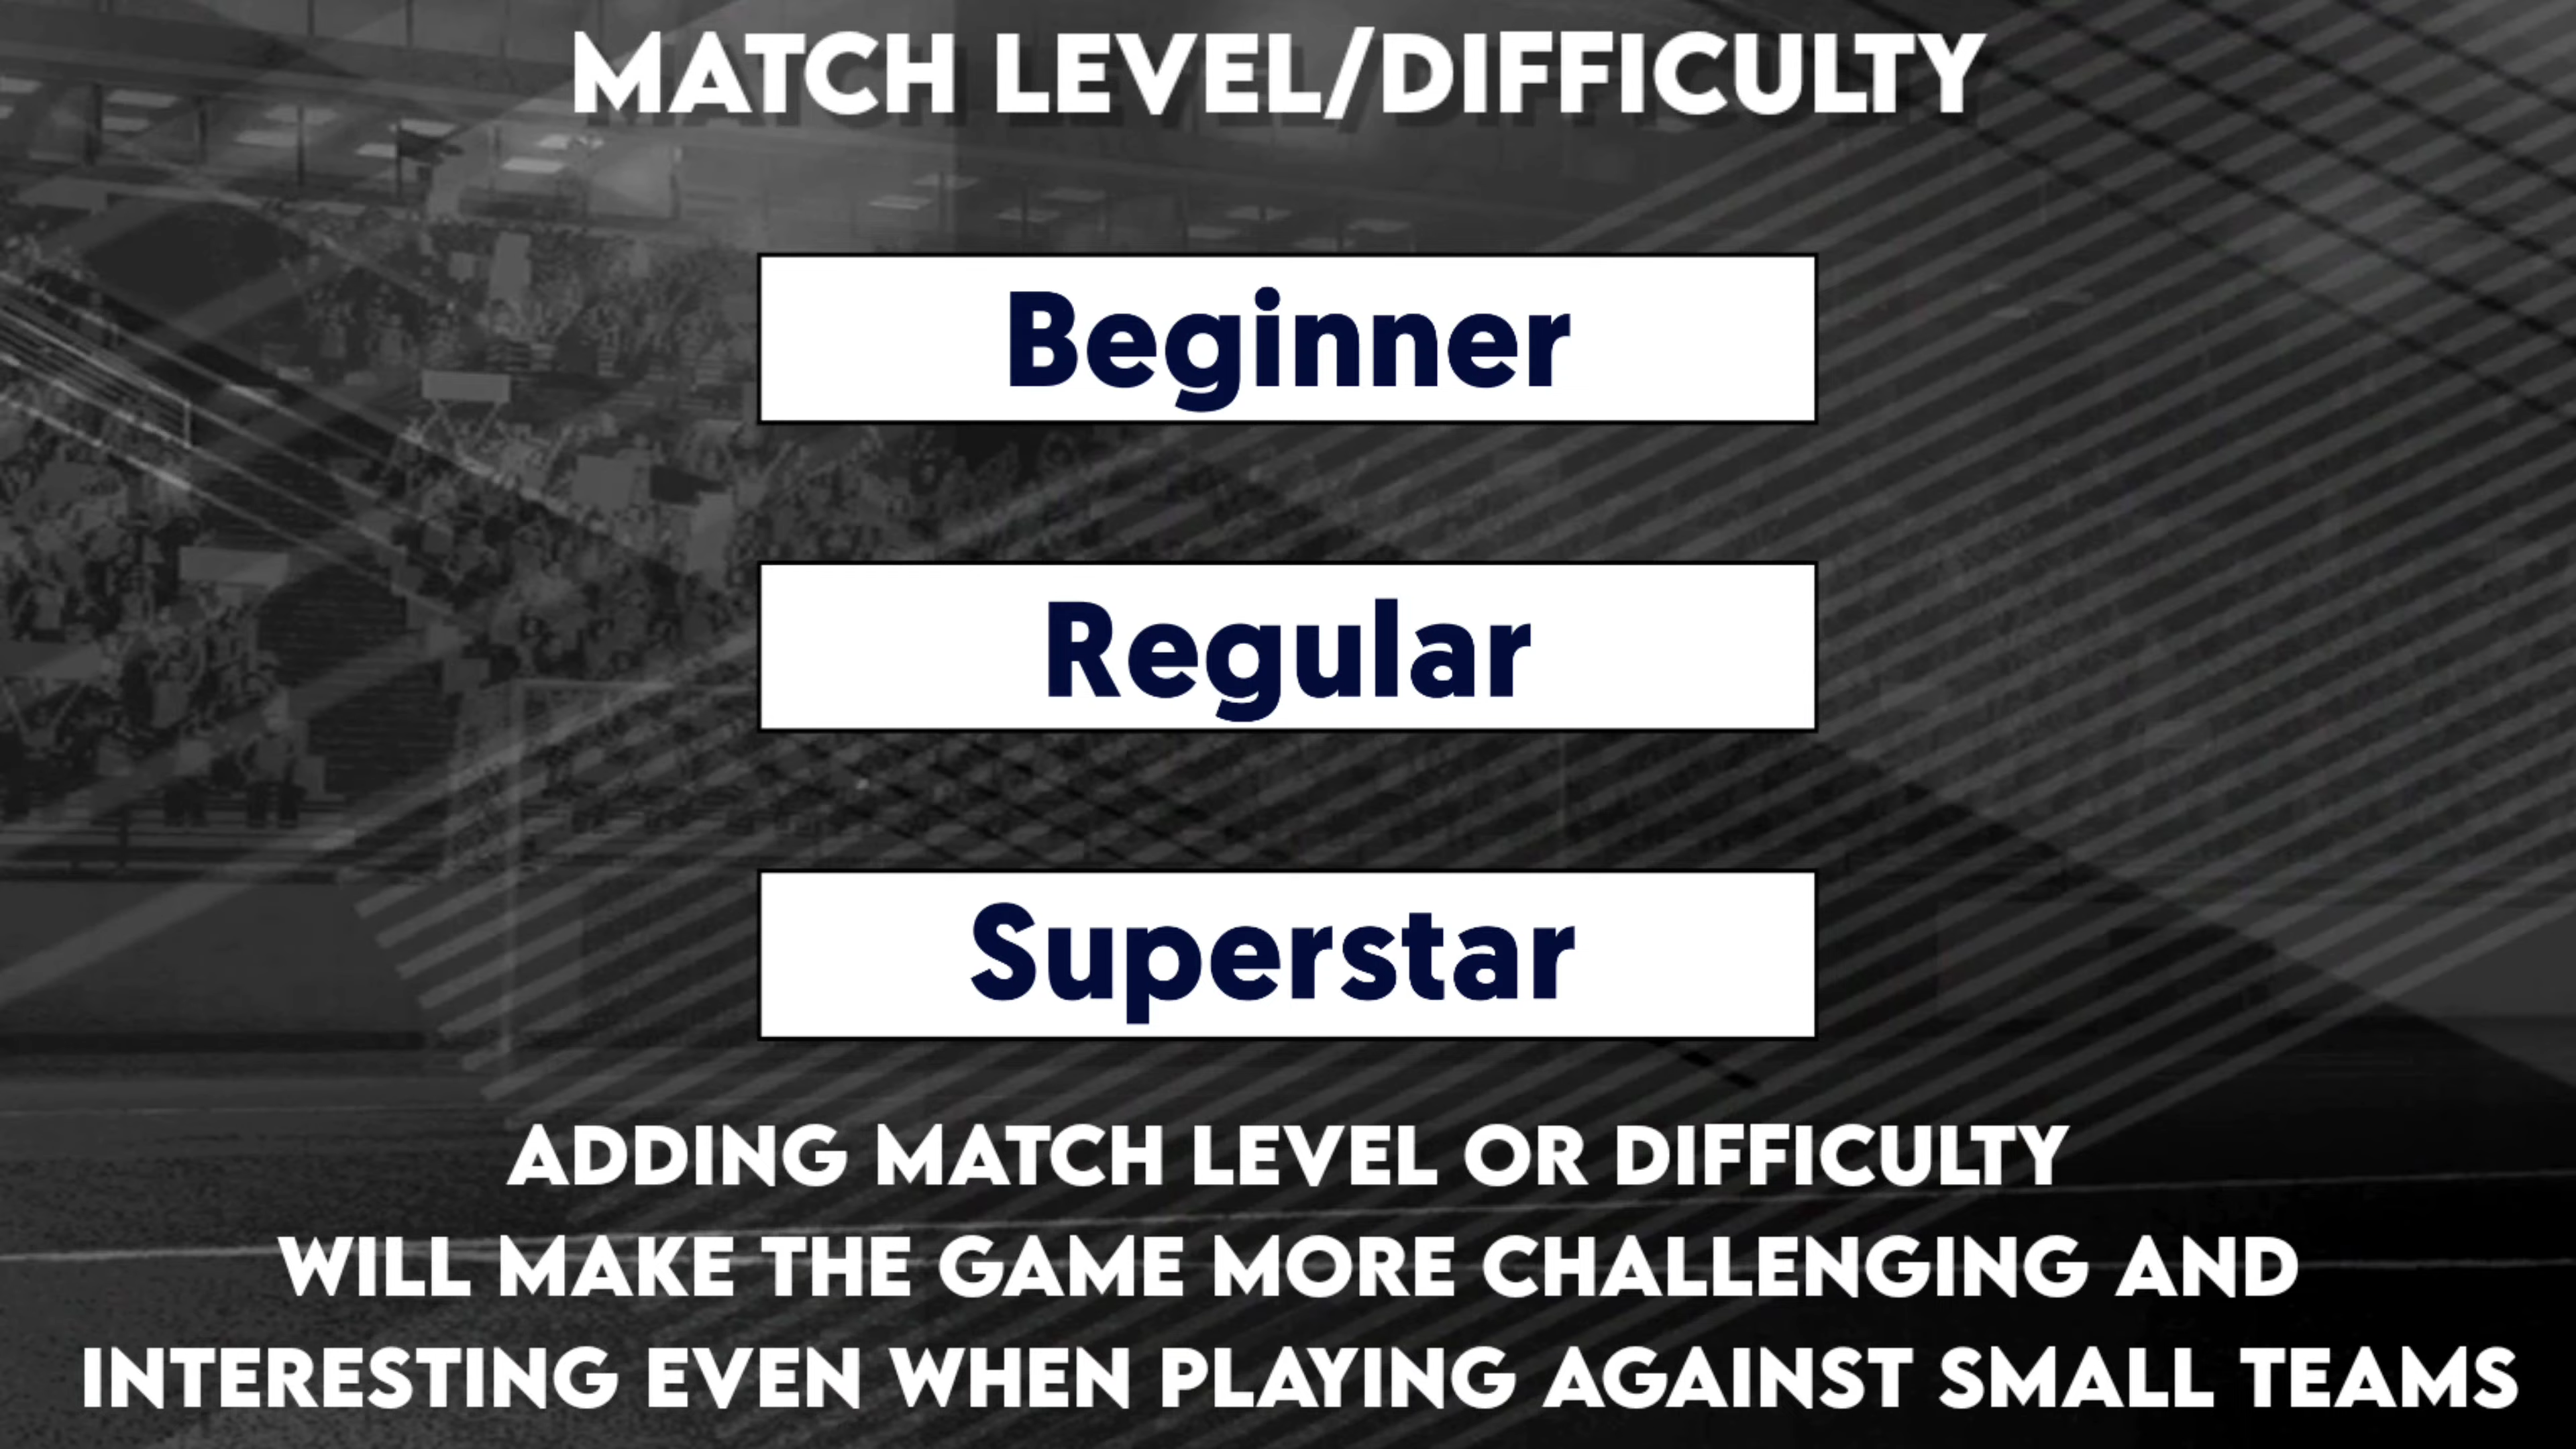 MATCH LEVEL/DIFFICULTY
Beginner
Regular
Superstar
ADDING MATCH LEVEL OR DIFFICULTY
WILL MAKE THE GAME MORE CHALLENGING AND
INTERESTING EVEN WHEN PLAYING AGAINST SMALL TEAMS